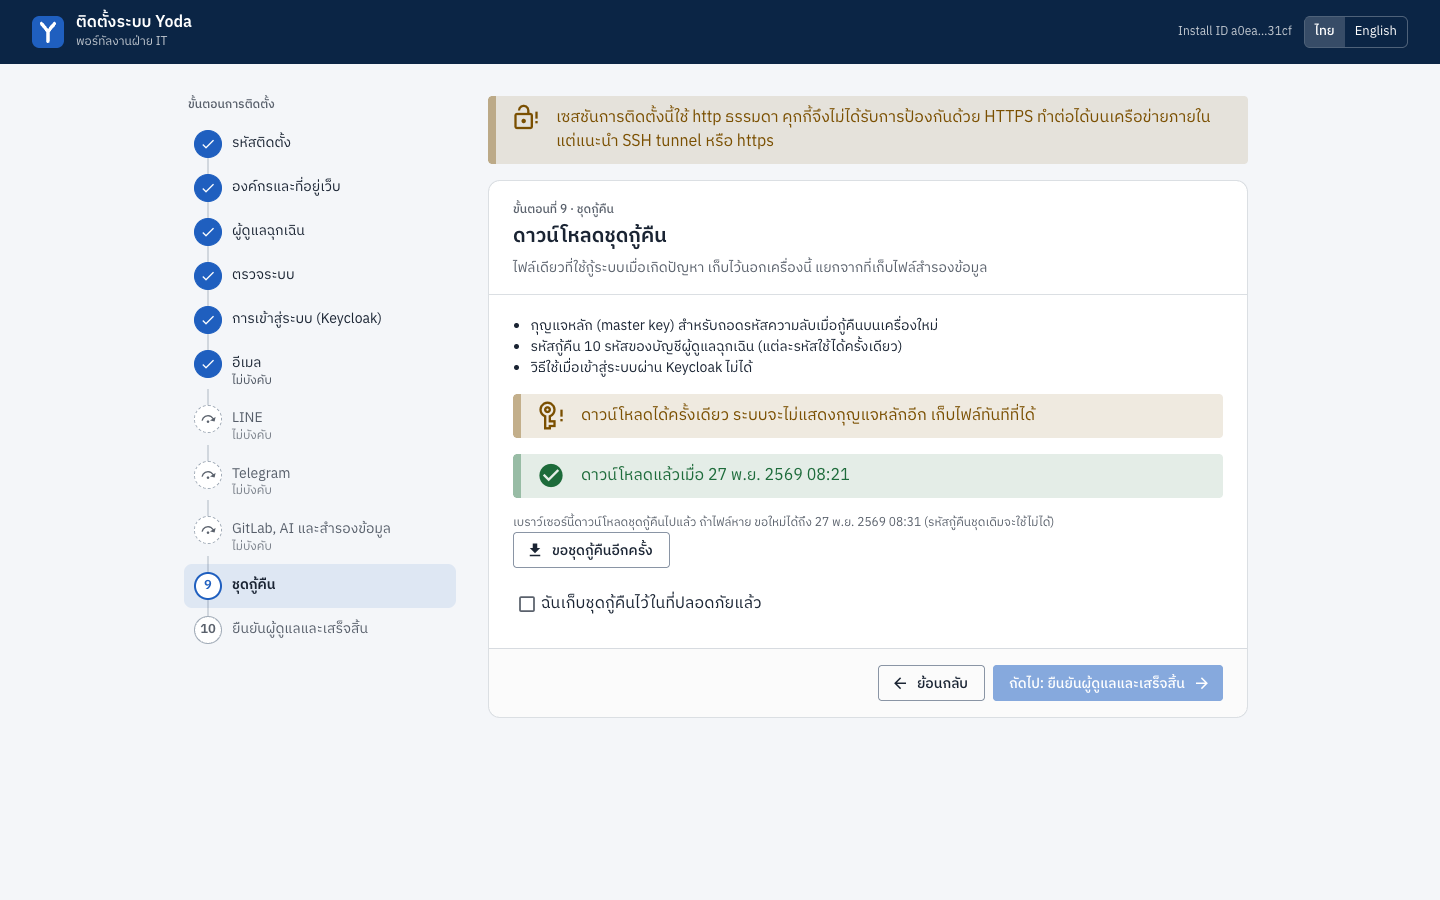 Y
ติดตั้งระบบ Yoda
พอร์ทัลงานฝ่าย IT
Install ID a0ea…31cf
ไทย
English
ขั้นตอนการติดตั้ง
รหัสติดตั้ง
องค์กรและที่อยู่เว็บ
ผู้ดูแลฉุกเฉิน
ตรวจระบบ
การเข้าสู่ระบบ (Keycloak)
อีเมล
ไม่บังคับ
LINE
ไม่บังคับ
Telegram
ไม่บังคับ
GitLab, AI และสำรองข้อมูล
ไม่บังคับ
9
ชุดกู้คืน
10
ยืนยันผู้ดูแลและเสร็จสิ้น
เซสชันการติดตั้งนี้ใช้ http ธรรมดา คุกกี้จึงไม่ได้รับการป้องกันด้วย HTTPS ทำต่อได้บนเครือข่ายภายใน
แต่แนะนำ SSH tunnel หรือ https
ขั้นตอนที่ 9 · ชุดกู้คืน
ดาวน์โหลดชุดกู้คืน
ไฟล์เดียวที่ใช้กู้ระบบเมื่อเกิดปัญหา เก็บไว้นอกเครื่องนี้ แยกจากที่เก็บไฟล์สำรองข้อมูล
กุญแจหลัก (master key) สำหรับถอดรหัสความลับเมื่อกู้คืนบนเครื่องใหม่
รหัสกู้คืน 10 รหัสของบัญชีผู้ดูแลฉุกเฉิน (แต่ละรหัสใช้ได้ครั้งเดียว)
วิธีใช้เมื่อเข้าสู่ระบบผ่าน Keycloak ไม่ได้
ดาวน์โหลดได้ครั้งเดียว ระบบจะไม่แสดงกุญแจหลักอีก เก็บไฟล์ทันทีที่ได้
ดาวน์โหลดแล้วเมื่อ 27 พ.ย. 2569 08:21
เบราว์เซอร์นี้ดาวน์โหลดชุดกู้คืนไปแล้ว ถ้าไฟล์หาย ขอใหม่ได้ถึง 27 พ.ย. 2569 08:31 (รหัสกู้คืนชุดเดิมจะใช้ไม่ได้)
ขอชุดกู้คืนอีกครั้ง
ฉันเก็บชุดกู้คืนไว้ในที่ปลอดภัยแล้ว
ย้อนกลับ
ถัดไป: ยืนยันผู้ดูแลและเสร็จสิ้น